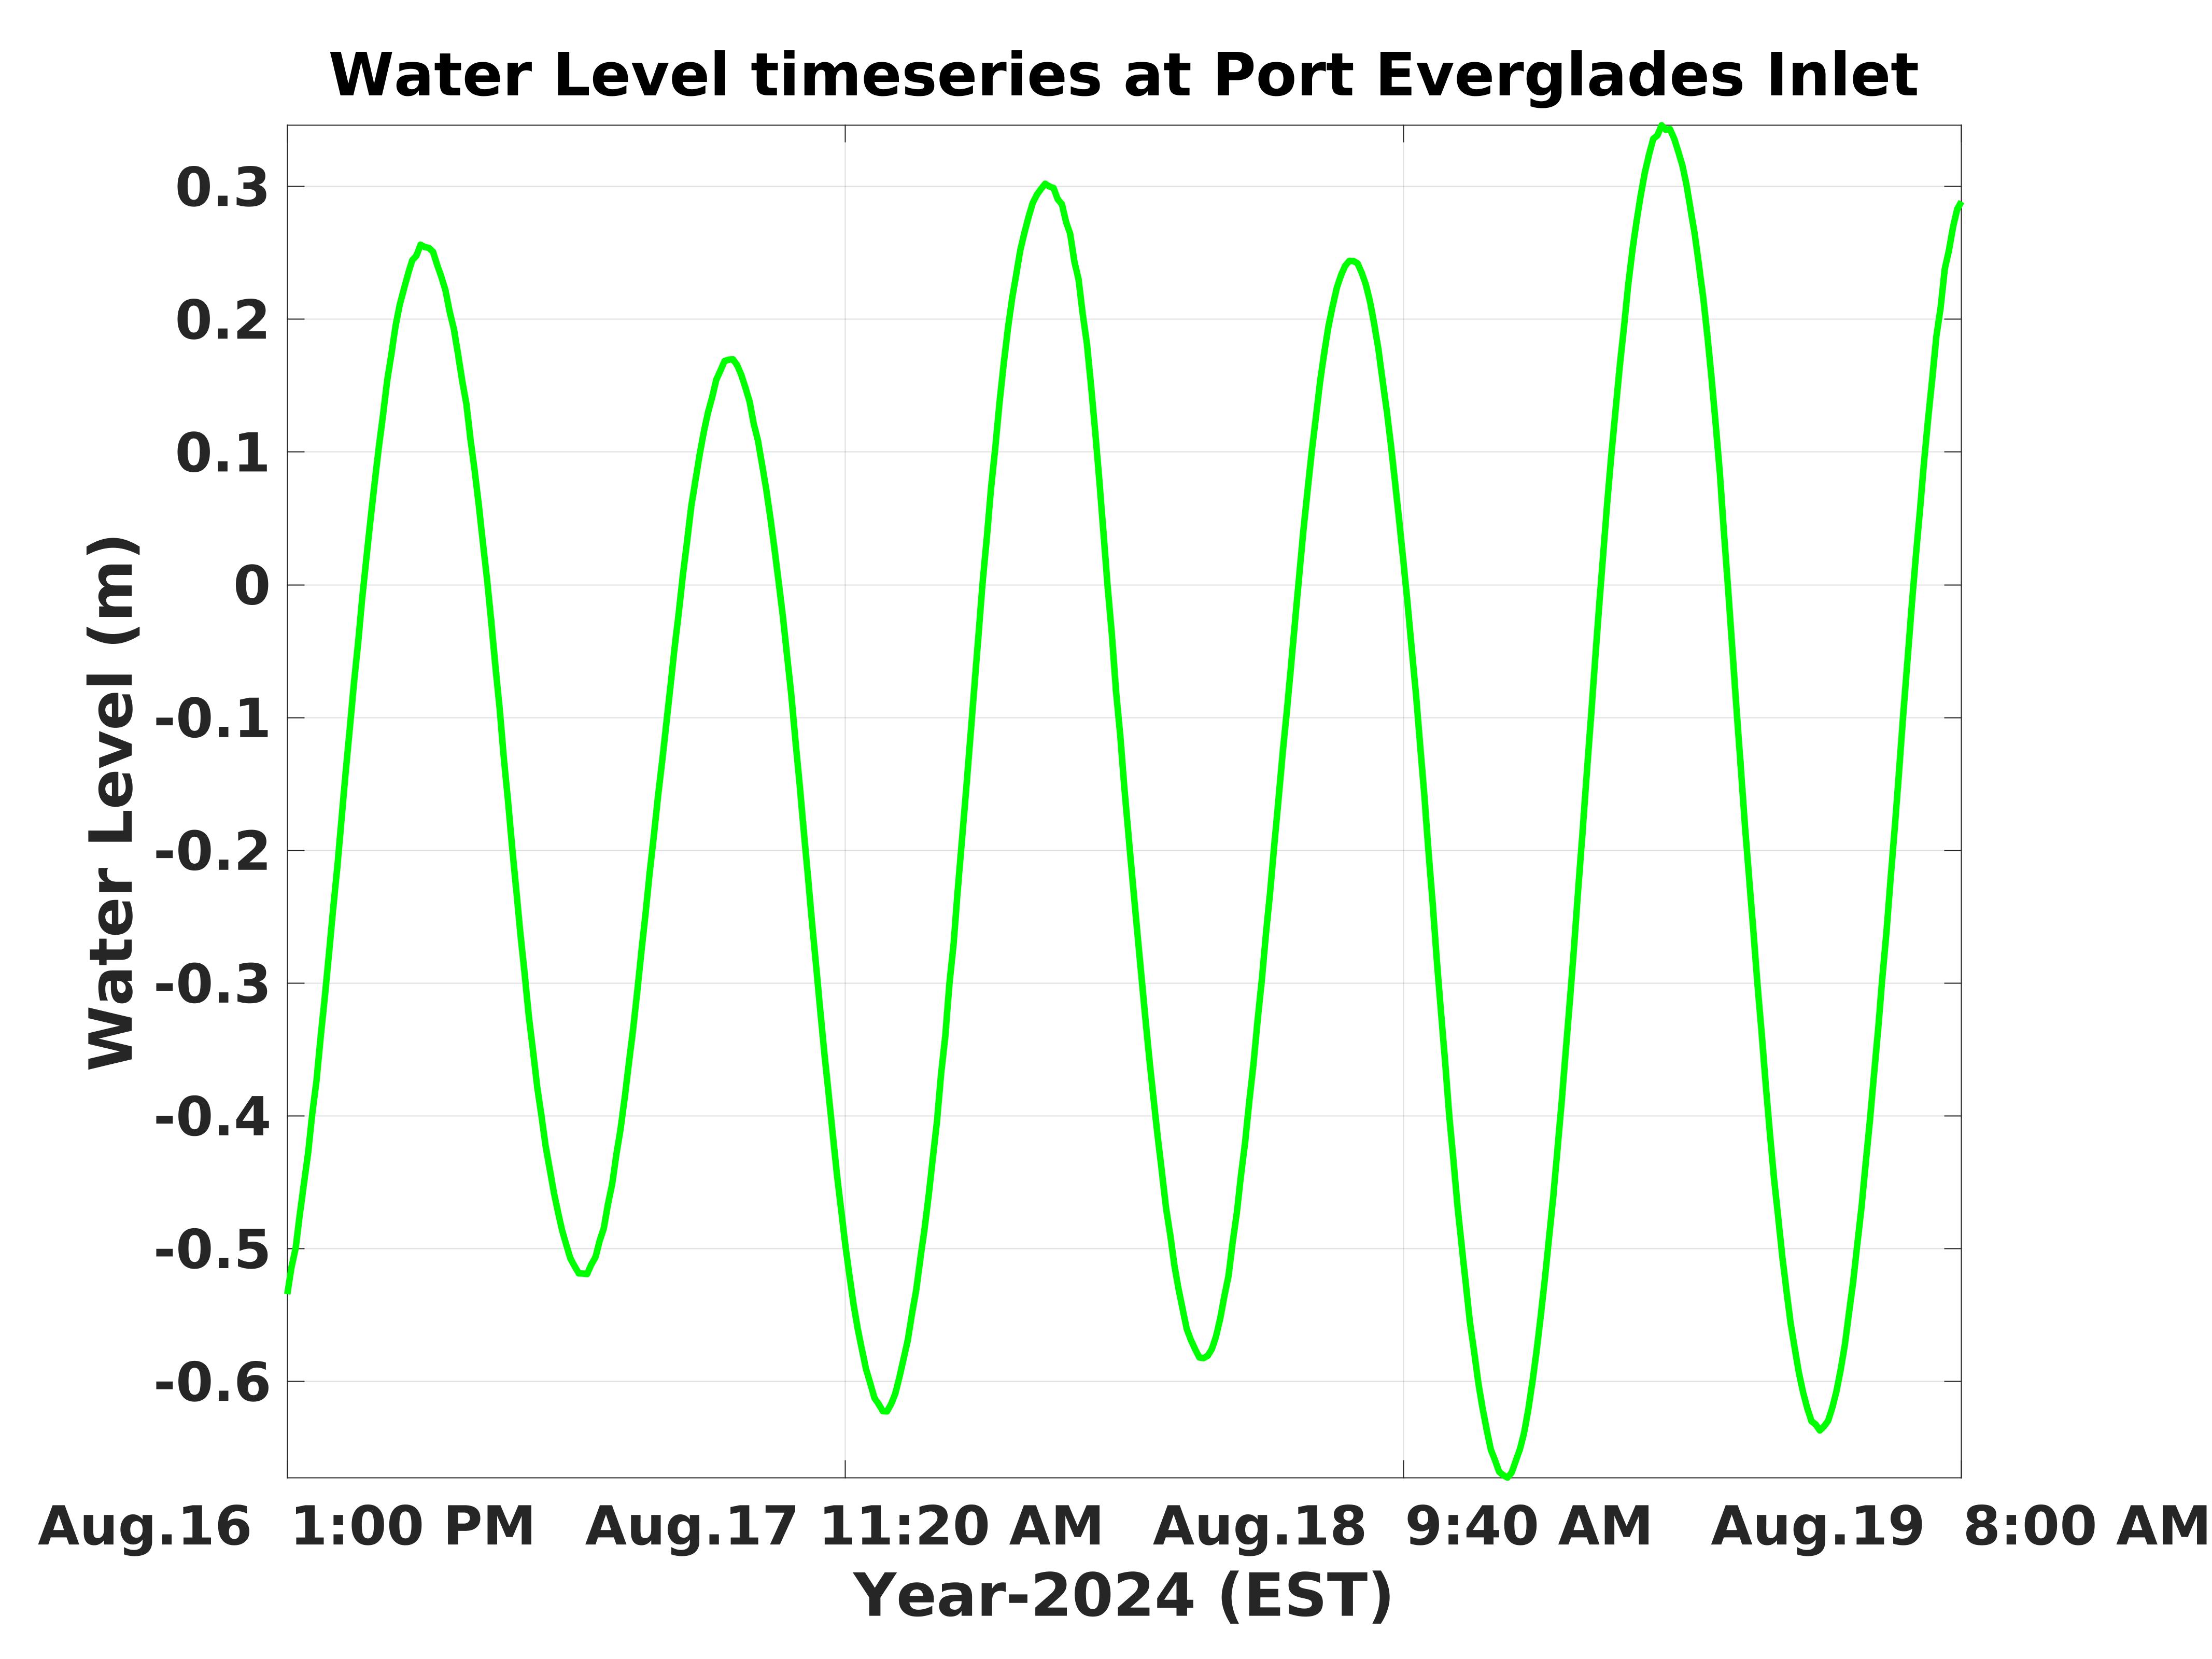 Water Level timeseries at Port Everglades Inlet
Water Level (m)
0.3
0.2
0.1
0
-0.1
-0.2
-0.3
-0.4
-0.5
-0.6
Aug.16 1:00 PM Aug.17 11:20 AM Aug.18 9:40 AM Aug.19 8:00 AM
Year-2024 (EST)